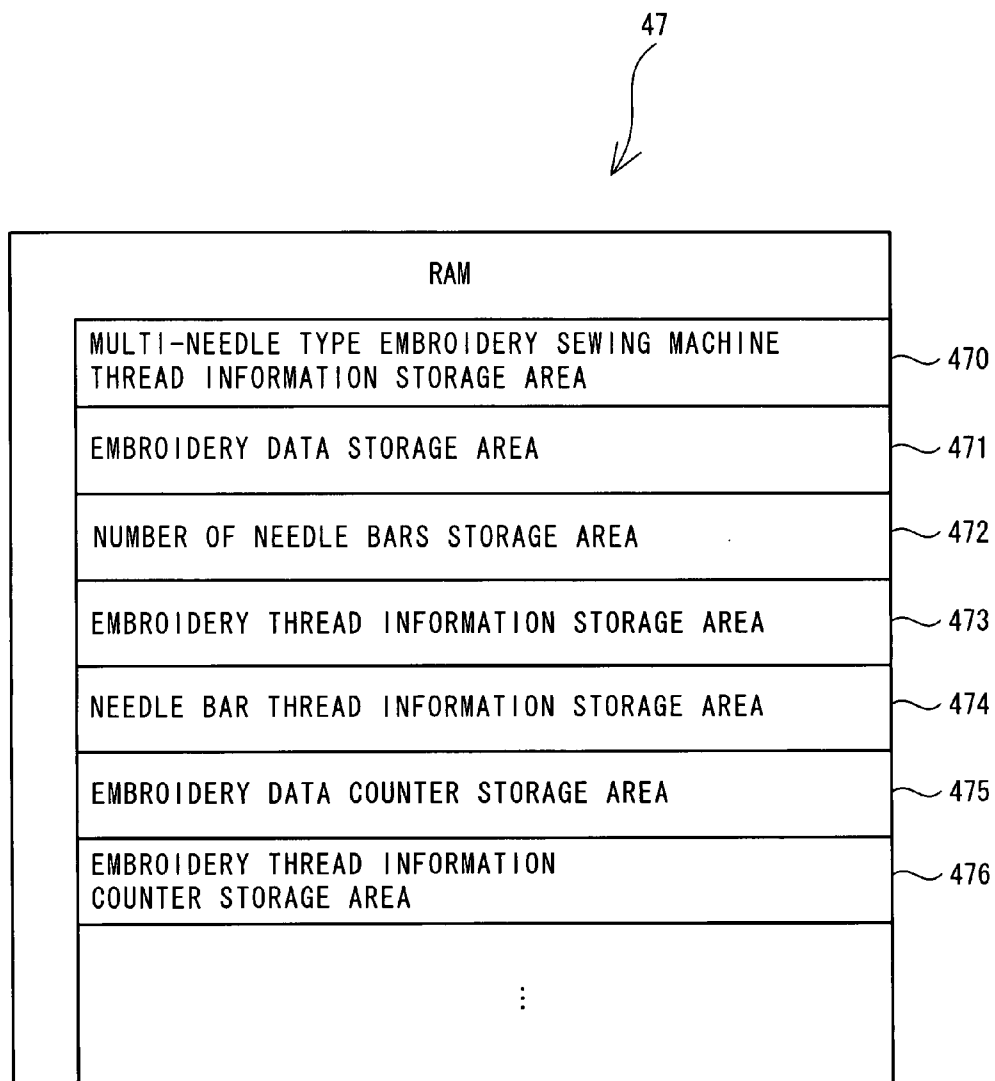 47
RAM
MULTI-NEEDLE TYPE EMBROIDERY SEWING MACHINE
THREAD INFORMATION STORAGE AREA
470
EMBROIDERY DATA STORAGE AREA
471
NUMBER OF NEEDLE BARS STORAGE AREA
472
EMBROIDERY THREAD INFORMATION STORAGE AREA
473
NEEDLE BAR THREAD INFORMATION STORAGE AREA
474
EMBROIDERY DATA COUNTER STORAGE AREA
475
EMBROIDERY THREAD INFORMATION
COUNTER STORAGE AREA
476
⋮